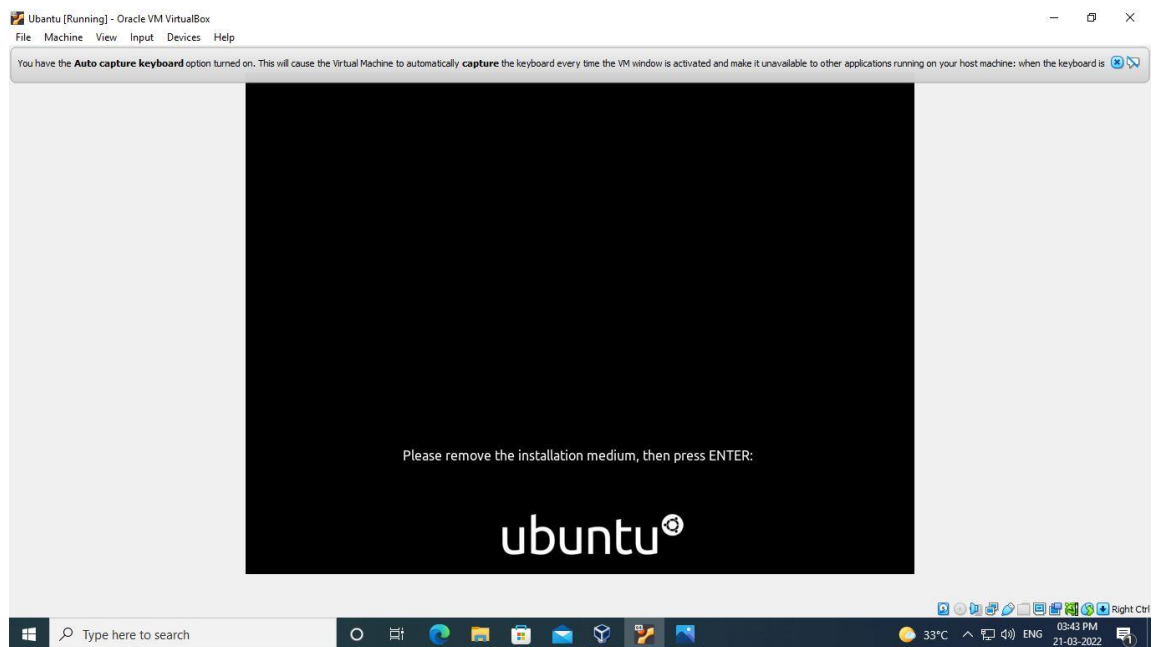 Ubantu [Running] - Oracle VM VirtualBox
File Machine View Input Devices Help
You have the Auto capture keyboard option turned on. This will cause the Virtual Machine to automatically capture the keyboard every time the VM window is activated and make it unavailable to other applications running on your host machine: when the keyboard is
Please remove the installation medium, then press ENTER:
ubuntu
Right Ctrl
Type here to search
33°C ENG
03:43 PM
21-03-2022
1